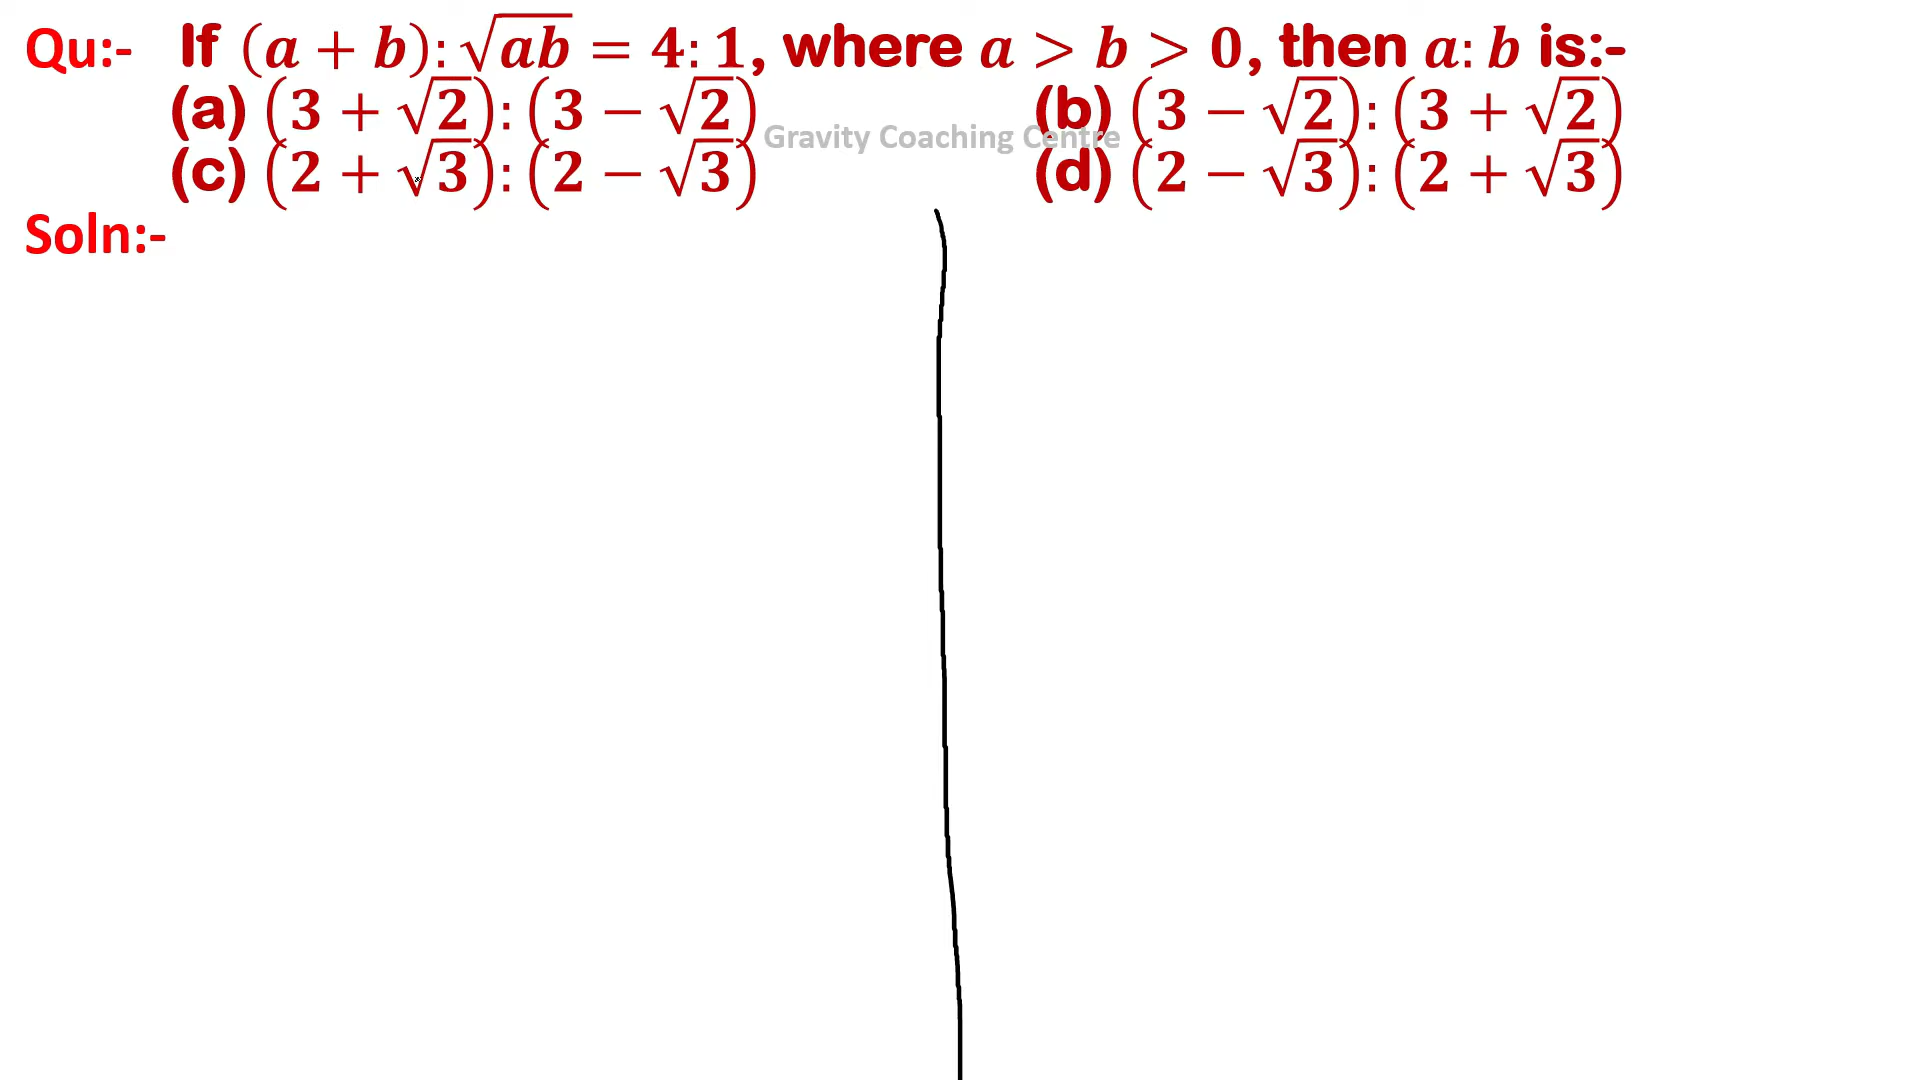 Qu:- If (a + b): √ab = 4: 1, where a > b > 0, then a: b is:-
(a) (3 + √2): (3 − √2) (b) (3 − √2): (3 + √2)
Gravity Coaching Centre
(c) (2 + √3): (2 − √3) (d) (2 − √3): (2 + √3)
Soln:-